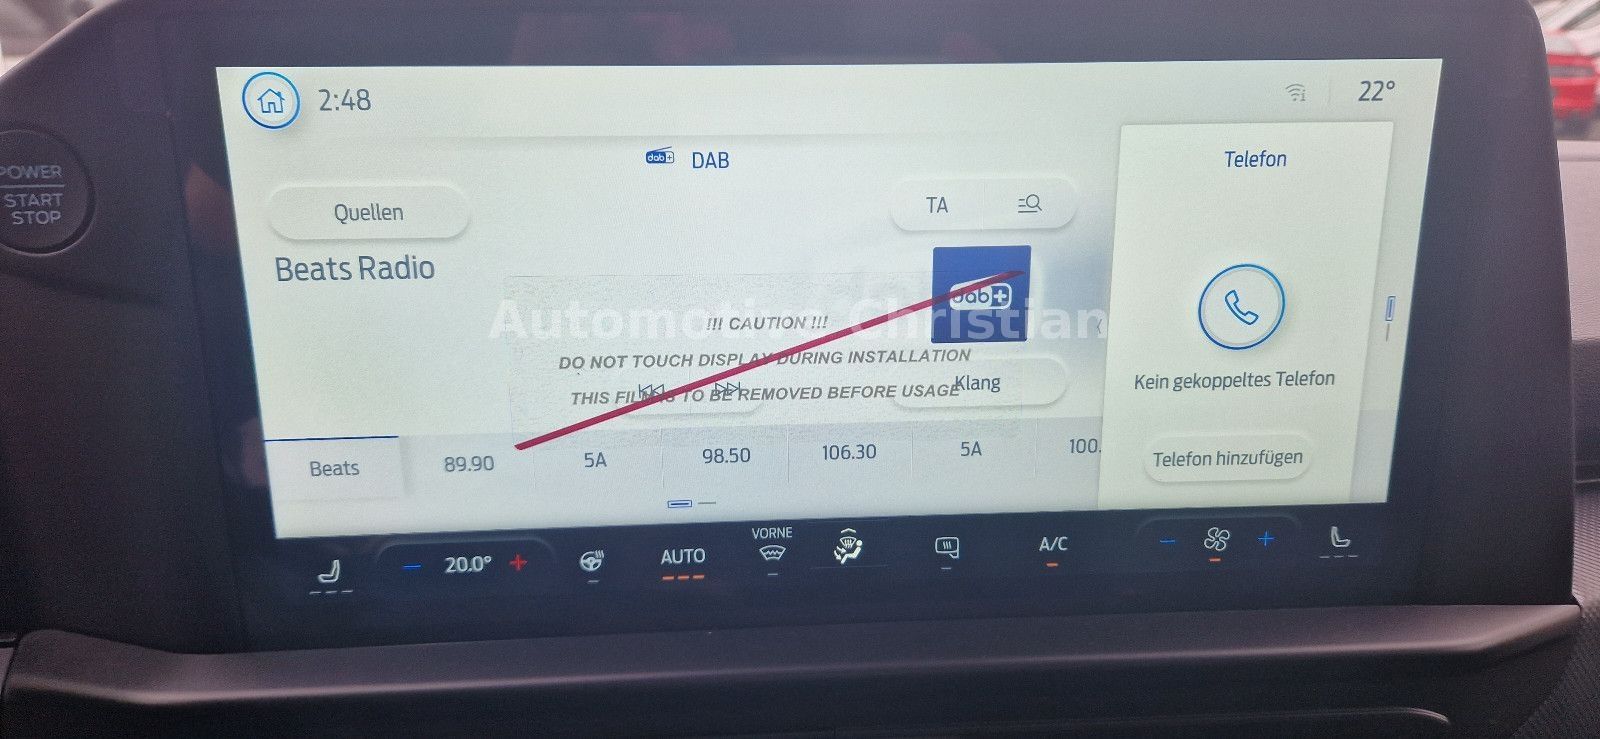 POWER
START
STOP
2:48
22°
dab+ DAB
Telefon
Quellen
TA
Beats Radio
dab+
Automotive Christian
!!! CAUTION !!!
DO NOT TOUCH DISPLAY DURING INSTALLATION
THIS FILM IS TO BE REMOVED BEFORE USAGE
Klang
Kein gekoppeltes Telefon
Telefon hinzufügen
Beats
89.90
5A
98.50
106.30
5A
100.
VORNE
20.0°
AUTO
A/C